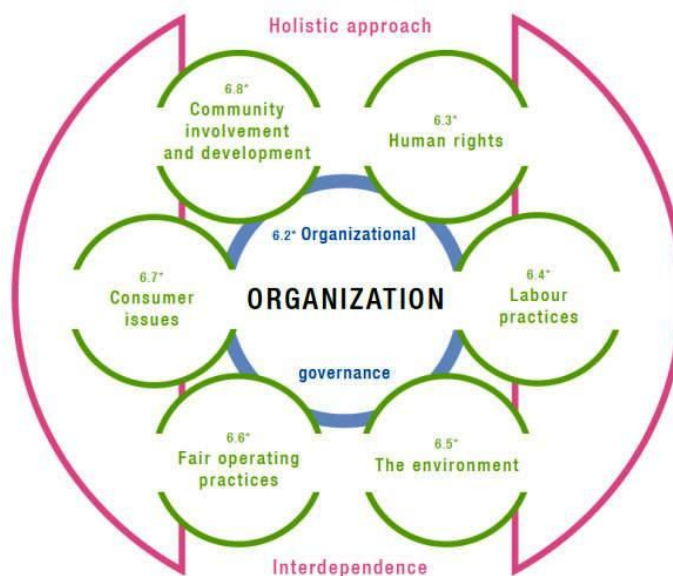 Holistic approach
6.8*
Community
involvement
and development
6.3*
Human rights
6.2* Organizational
6.7*
Consumer
issues
ORGANIZATION
6.4*
Labour
practices
governance
6.6*
Fair operating
practices
6.5*
The environment
Interdependence